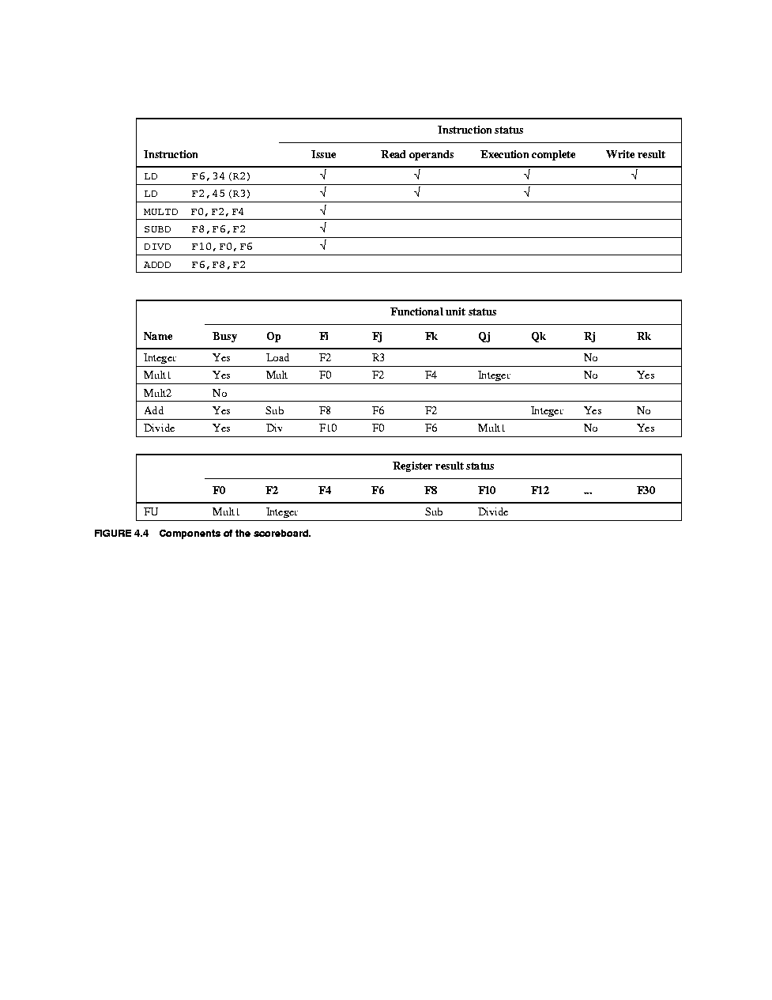 Instruction status
Instruction Issue Read operands Execution complete Write result
LD F6,34(R2) √ √ √ √
LD F2,45(R3) √ √ √
MULTD F0,F2,F4 √
SUBD F8,F6,F2 √
DIVD F10,F0,F6 √
ADDD F6,F8,F2
Functional unit status
Name Busy Op Fi Fj Fk Qj Qk Rj Rk
Integer Yes Load F2 R3 No
Mult1 Yes Mult F0 F2 F4 Integer No Yes
Mult2 No
Add Yes Sub F8 F6 F2 Integer Yes No
Divide Yes Div F10 F0 F6 Mult1 No Yes
Register result status
F0 F2 F4 F6 F8 F10 F12 ... F30
FU Mult1 Integer Sub Divide
FIGURE 4.4 Components of the scoreboard.